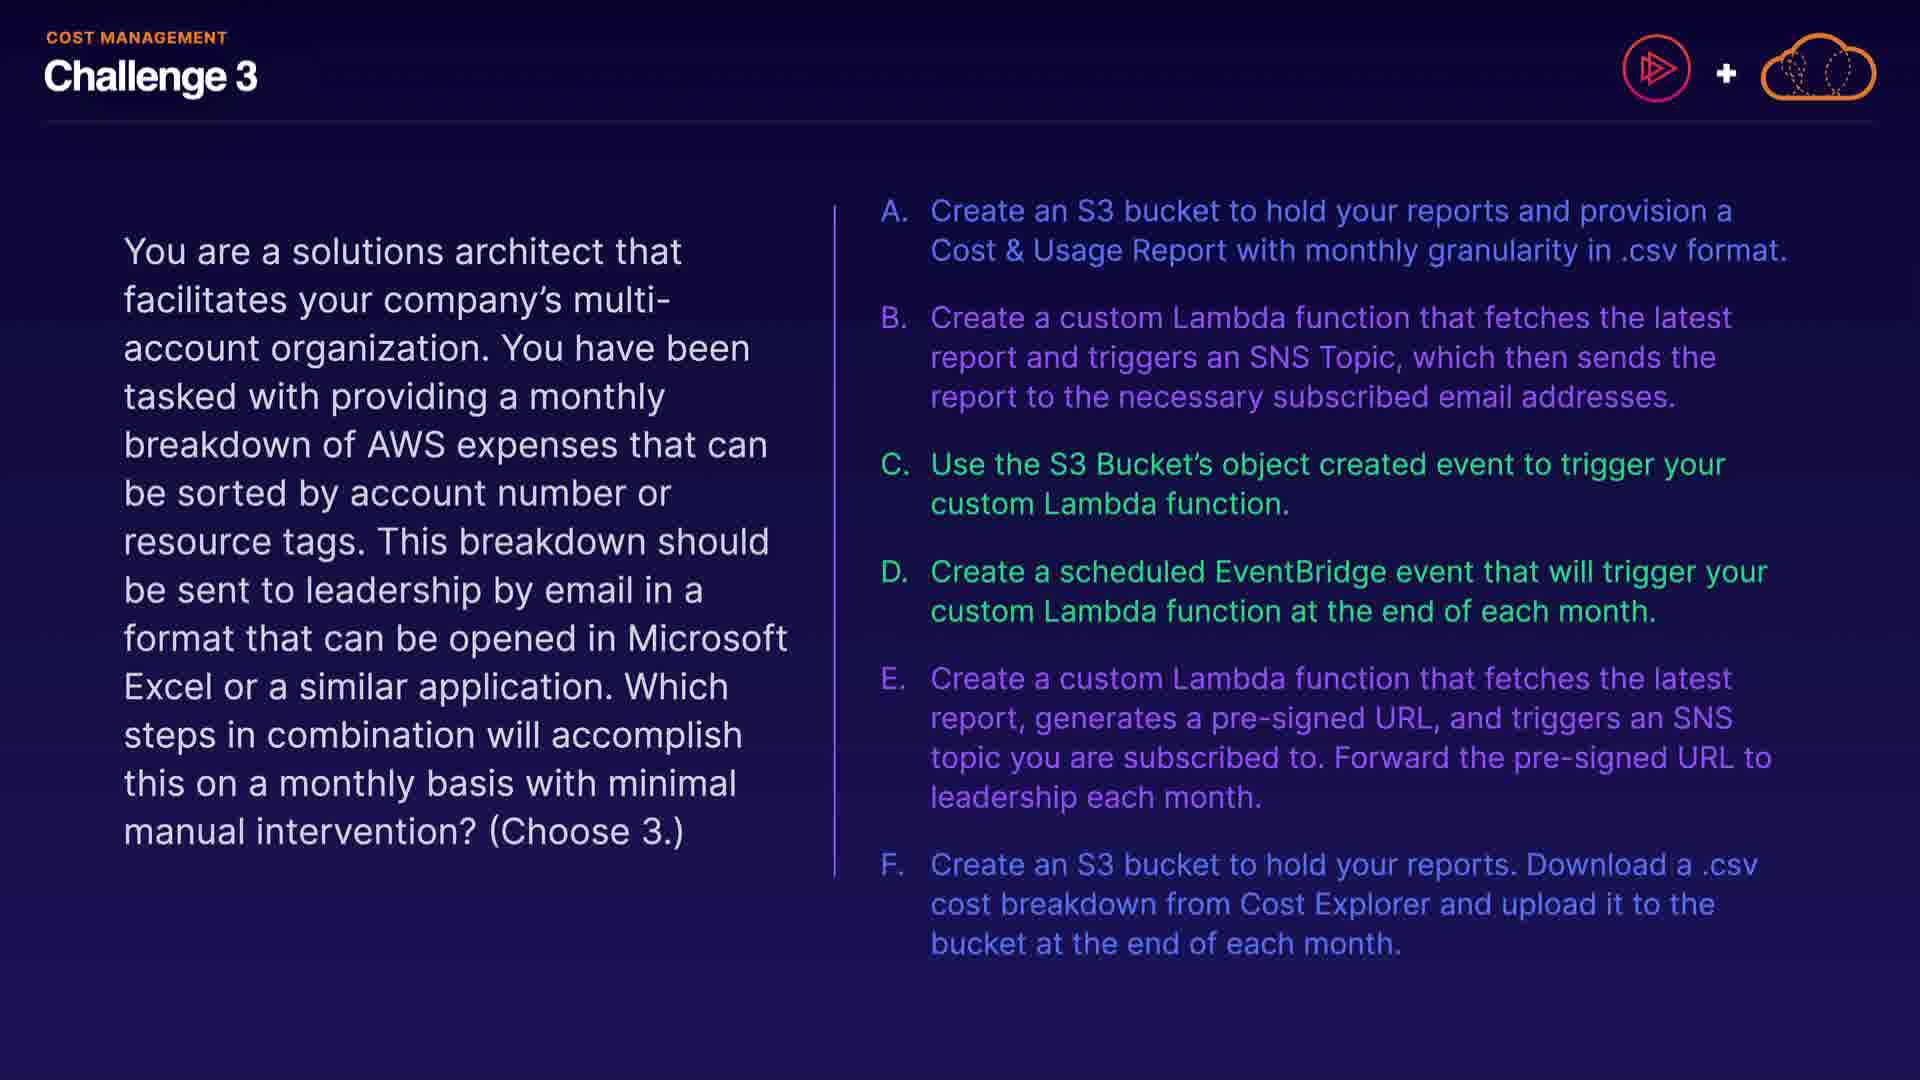 COST MANAGEMENT
Challenge 3
You are a solutions architect that
facilitates your company’s multi-
account organization. You have been
tasked with providing a monthly
breakdown of AWS expenses that can
be sorted by account number or
resource tags. This breakdown should
be sent to leadership by email in a
format that can be opened in Microsoft
Excel or a similar application. Which
steps in combination will accomplish
this on a monthly basis with minimal
manual intervention? (Choose 3.)
A. Create an S3 bucket to hold your reports and provision a
Cost & Usage Report with monthly granularity in .csv format.
B. Create a custom Lambda function that fetches the latest
report and triggers an SNS Topic, which then sends the
report to the necessary subscribed email addresses.
C. Use the S3 Bucket’s object created event to trigger your
custom Lambda function.
D. Create a scheduled EventBridge event that will trigger your
custom Lambda function at the end of each month.
E. Create a custom Lambda function that fetches the latest
report, generates a pre-signed URL, and triggers an SNS
topic you are subscribed to. Forward the pre-signed URL to
leadership each month.
F. Create an S3 bucket to hold your reports. Download a .csv
cost breakdown from Cost Explorer and upload it to the
bucket at the end of each month.